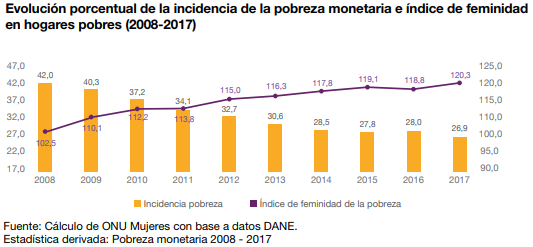 Evolución porcentual de la incidencia de la pobreza monetaria e índice de feminidad
en hogares pobres (2008-2017)
47,0 125,0
42,0 120,0
37,0 115,0
32,0 110,0
27,0 105,0
22,0 100,0
17,0 95,0
90,0
42,0 40,3 37,2 34,1 32,7 30,6 28,5 27,8 28,0 26,9
102,5 110,1 112,2 113,8 115,0 116,3 117,8 119,1 118,8 120,3
2008 2009 2010 2011 2012 2013 2014 2015 2016 2017
Incidencia pobreza Índice de feminidad de la pobreza
Fuente: Cálculo de ONU Mujeres con base a datos DANE.
Estadística derivada: Pobreza monetaria 2008 - 2017